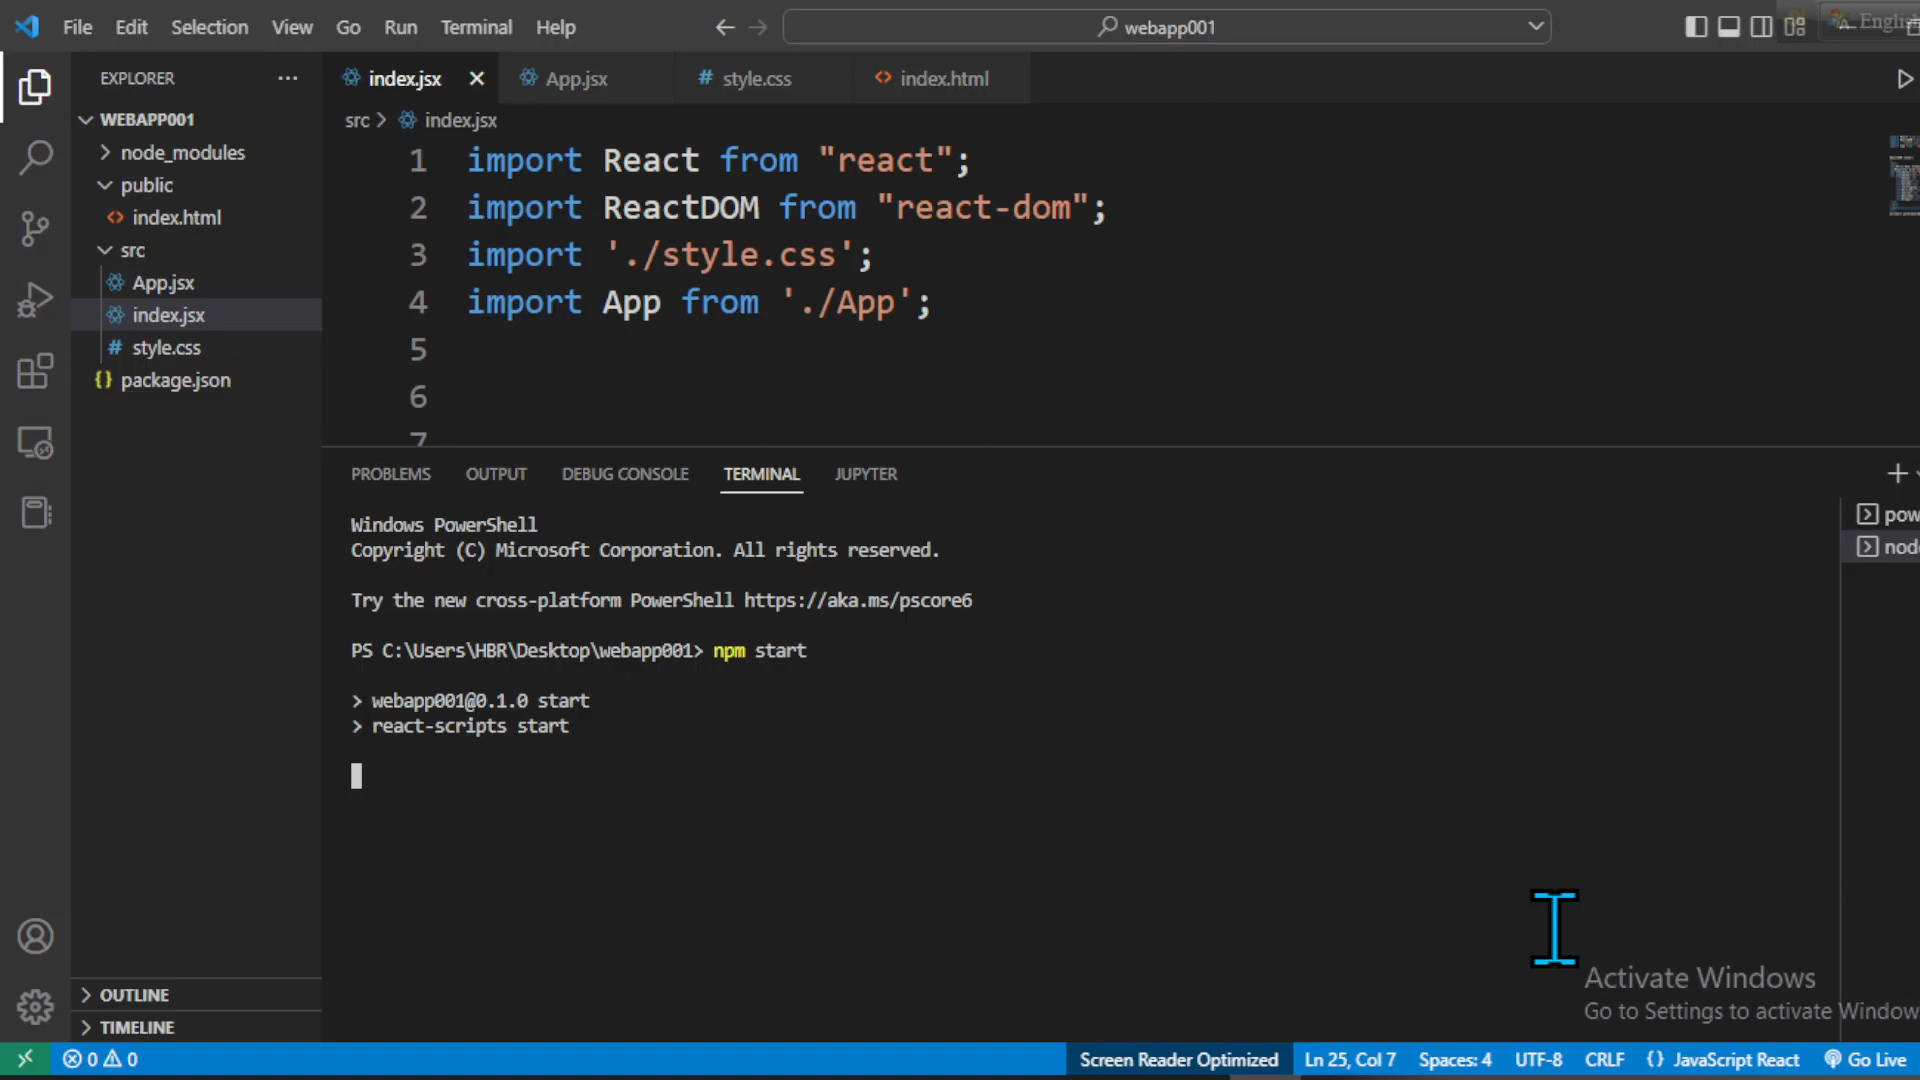 File Edit Selection View Go Run Terminal Help
webapp001
English
EXPLORER
WEBAPP001
node_modules
public
index.html
src
App.jsx
index.jsx
style.css
package.json
OUTLINE
TIMELINE
index.jsx
App.jsx
# style.css
index.html
src > index.jsx
1 import React from "react";
2 import ReactDOM from "react-dom";
3 import './style.css';
4 import App from './App';
5
6
7
PROBLEMS OUTPUT DEBUG CONSOLE TERMINAL JUPYTER
Windows PowerShell
Copyright (C) Microsoft Corporation. All rights reserved.
Try the new cross-platform PowerShell https://aka.ms/pscore6
PS C:\Users\HBR\Desktop\webapp001> npm start
> webapp001@0.1.0 start
> react-scripts start
pow
node
Activate Windows
Go to Settings to activate Window
0 0 Screen Reader Optimized Ln 25, Col 7 Spaces: 4 UTF-8 CRLF {} JavaScript React Go Live